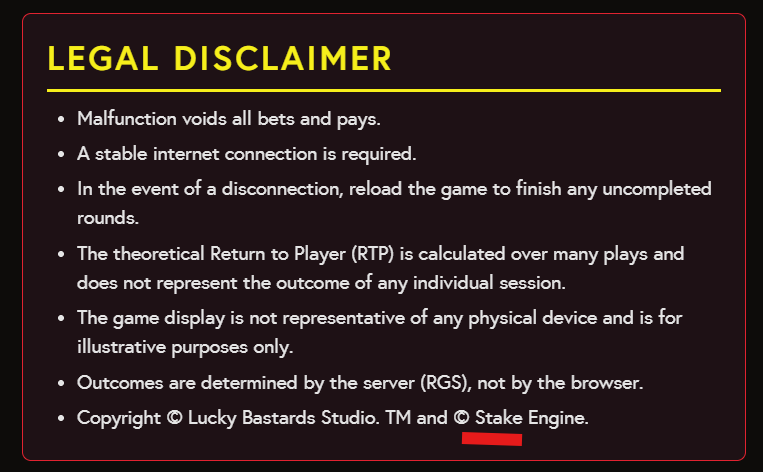 LEGAL DISCLAIMER
• Malfunction voids all bets and pays.
• A stable internet connection is required.
• In the event of a disconnection, reload the game to finish any uncompleted
rounds.
• The theoretical Return to Player (RTP) is calculated over many plays and
does not represent the outcome of any individual session.
• The game display is not representative of any physical device and is for
illustrative purposes only.
• Outcomes are determined by the server (RGS), not by the browser.
• Copyright © Lucky Bastards Studio. TM and © Stake Engine.